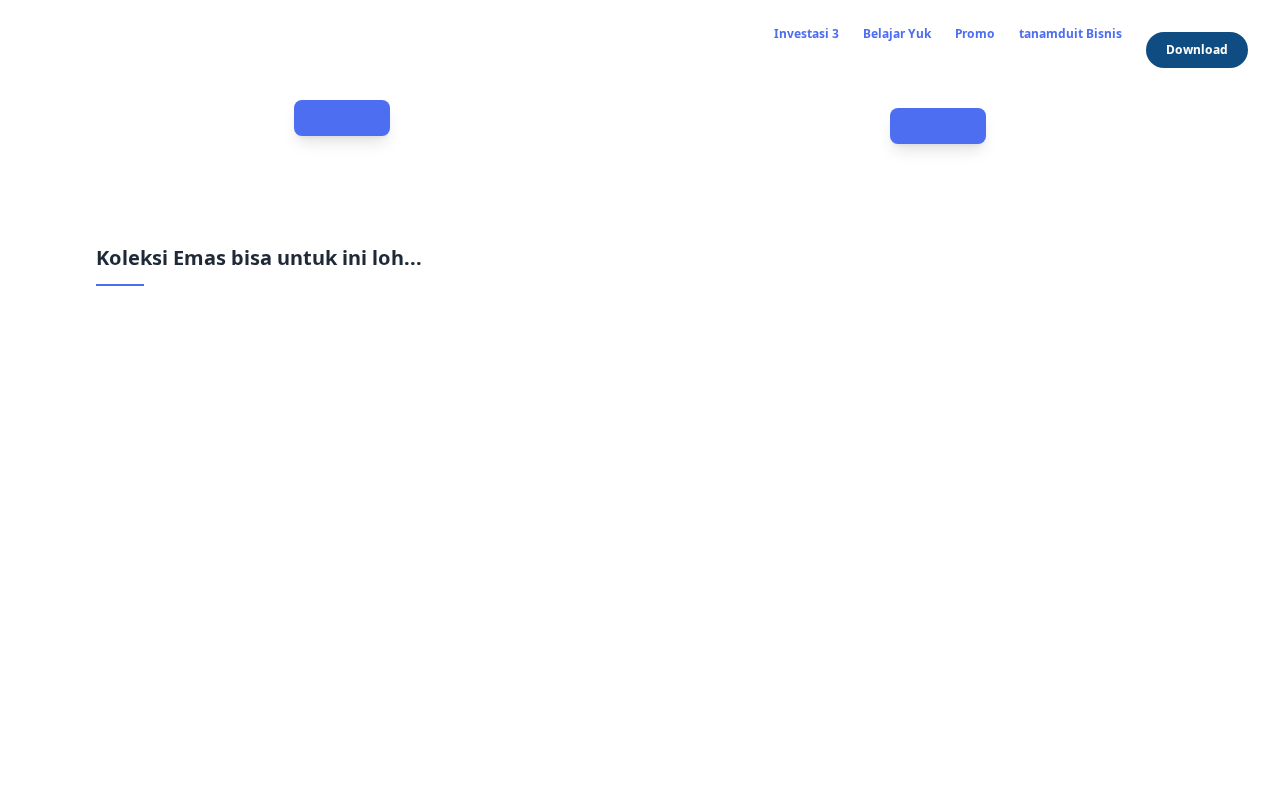 Investasi 3
Belajar Yuk
Promo
tanamduit Bisnis
Download
Koleksi Emas bisa untuk ini loh...